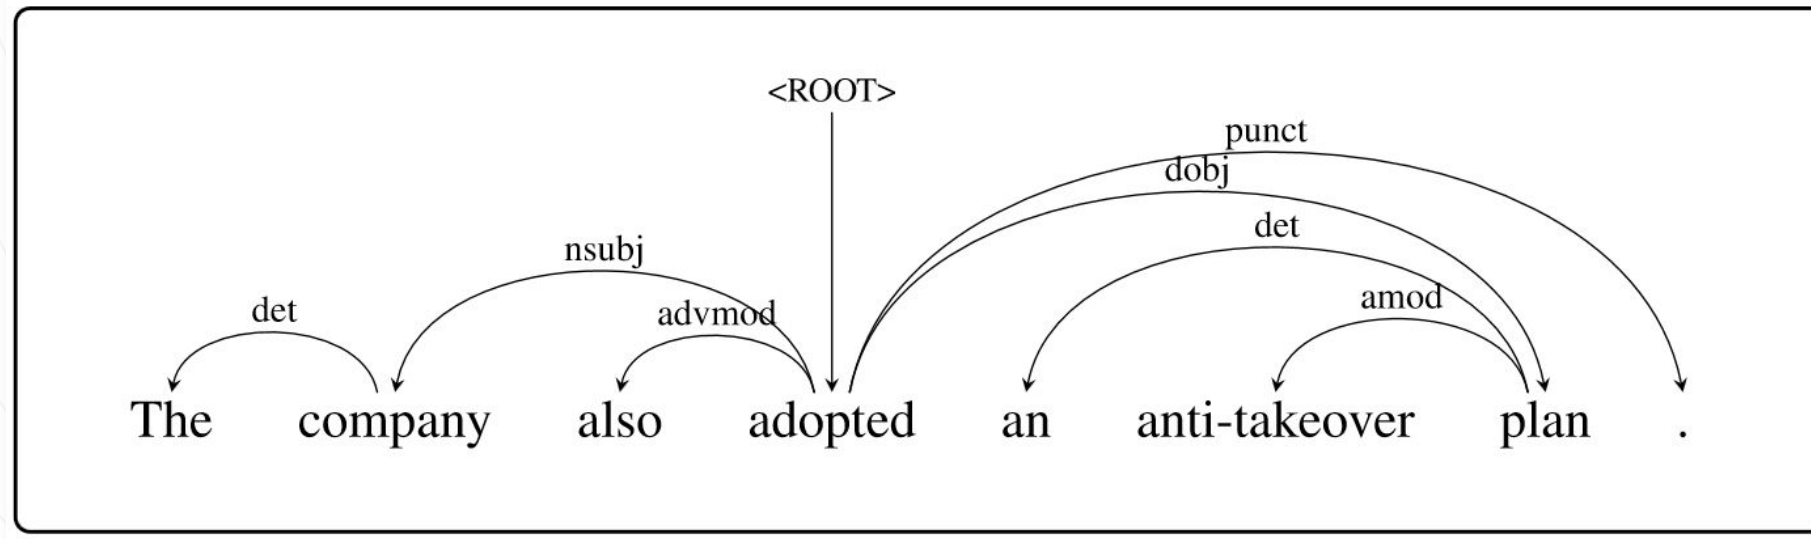 <ROOT>
punct
dobj
det
nsubj
amod
det
advmod
The company also adopted an anti-takeover plan .